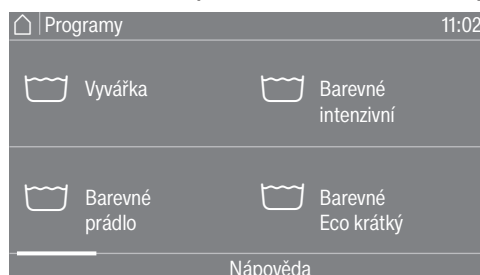 Programy 11:02
Vyvářka
Barevné
intenzivní
Barevné
prádlo
Barevné
Eco krátký
Nápověda